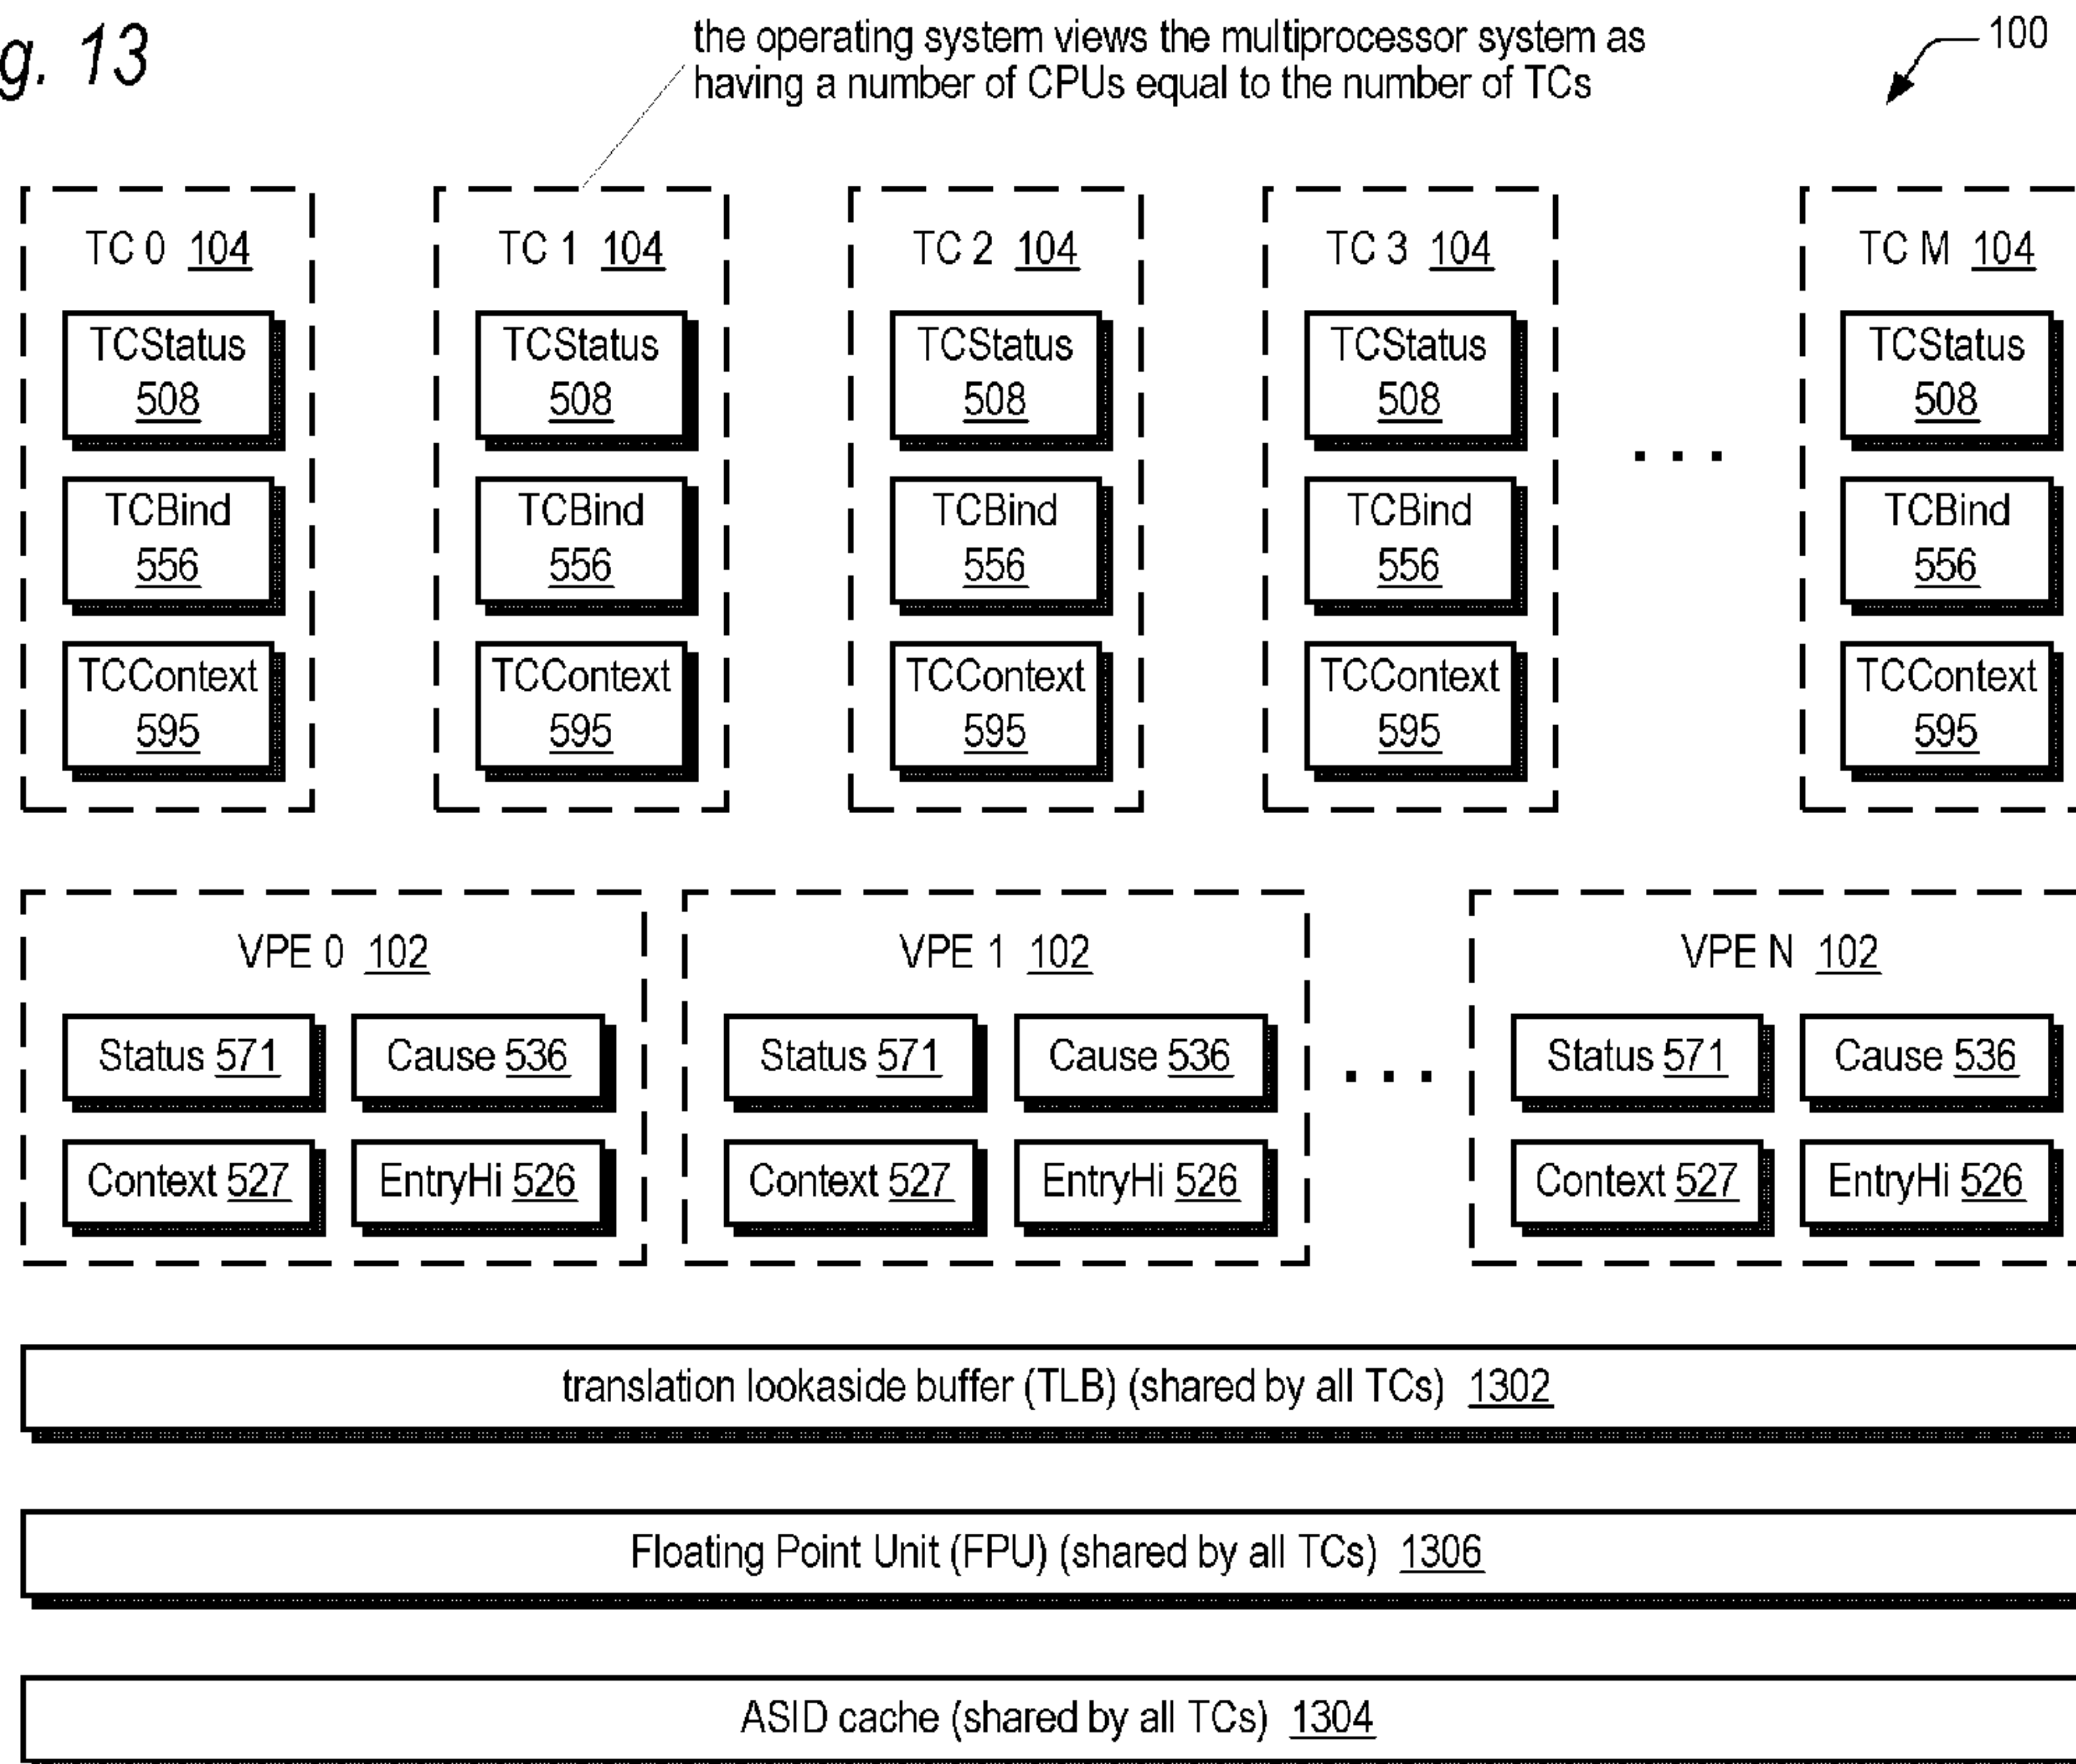 g. 13
the operating system views the multiprocessor system as
having a number of CPUs equal to the number of TCs
100
TC 0 104
TCStatus
508
TCBind
556
TCContext
595
TC 1 104
TCStatus
508
TCBind
556
TCContext
595
TC 2 104
TCStatus
508
TCBind
556
TCContext
595
TC 3 104
TCStatus
508
TCBind
556
TCContext
595
...
TC M 104
TCStatus
508
TCBind
556
TCContext
595
VPE 0 102
Status 571
Cause 536
Context 527
EntryHi 526
VPE 1 102
Status 571
Cause 536
Context 527
EntryHi 526
...
VPE N 102
Status 571
Cause 536
Context 527
EntryHi 526
translation lookaside buffer (TLB) (shared by all TCs) 1302
Floating Point Unit (FPU) (shared by all TCs) 1306
ASID cache (shared by all TCs) 1304